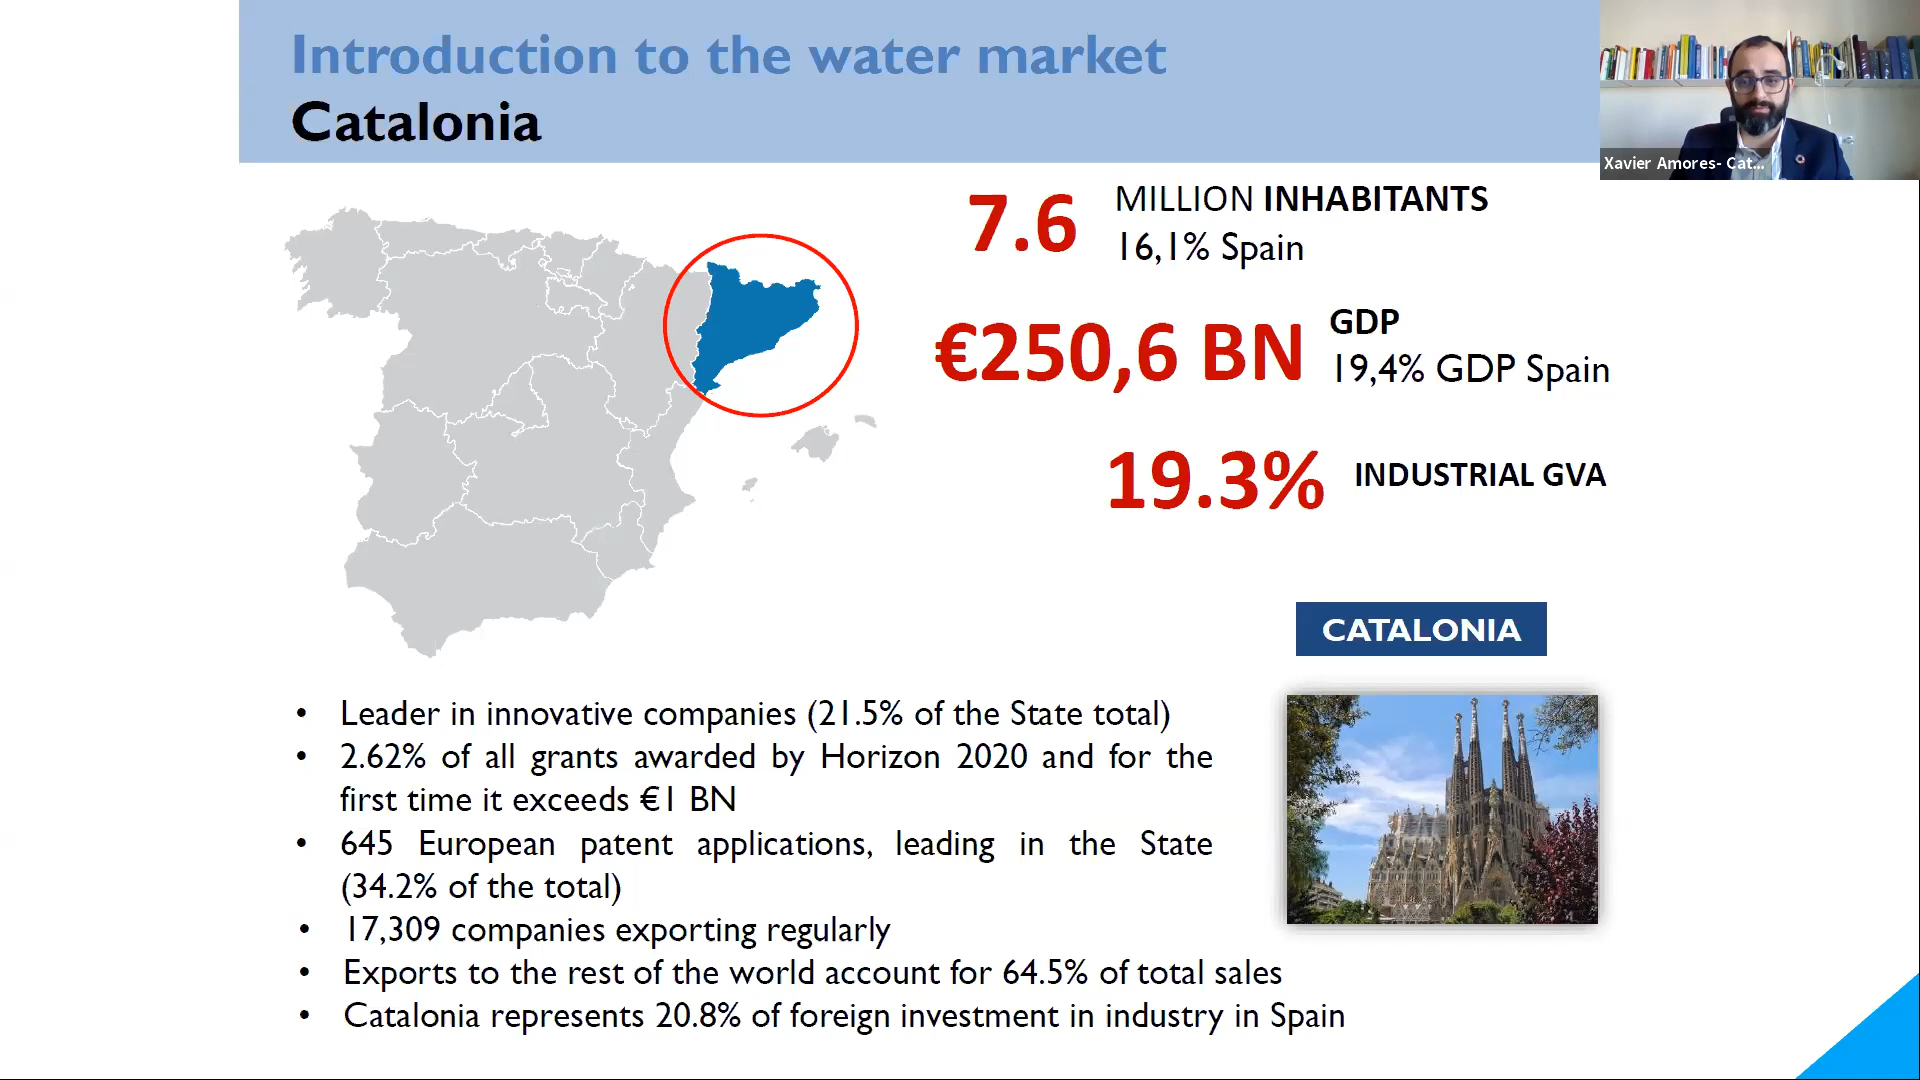 Introduction to the water market
Catalonia
Xavier Amores- Cat...
7.6
MILLION INHABITANTS
16,1% Spain
€250,6 BN
GDP
19,4% GDP Spain
19.3%
INDUSTRIAL GVA
CATALONIA
• Leader in innovative companies (21.5% of the State total)
• 2.62% of all grants awarded by Horizon 2020 and for the
first time it exceeds €1 BN
• 645 European patent applications, leading in the State
(34.2% of the total)
• 17,309 companies exporting regularly
• Exports to the rest of the world account for 64.5% of total sales
• Catalonia represents 20.8% of foreign investment in industry in Spain